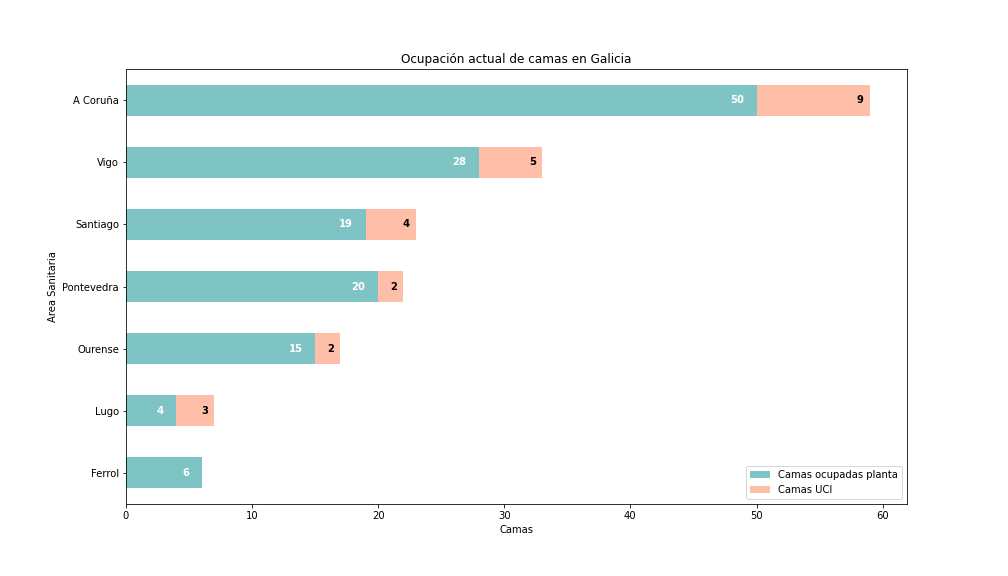 Ocupación actual de camas en Galicia
A Coruña 50 9
Vigo 28 5
Santiago 19 4
Pontevedra 20 2
Ourense 15 2
Lugo 4 3
Ferrol 6
Area Sanitaria
Camas ocupadas planta
Camas UCI
0 10 20 30 40 50 60
Camas